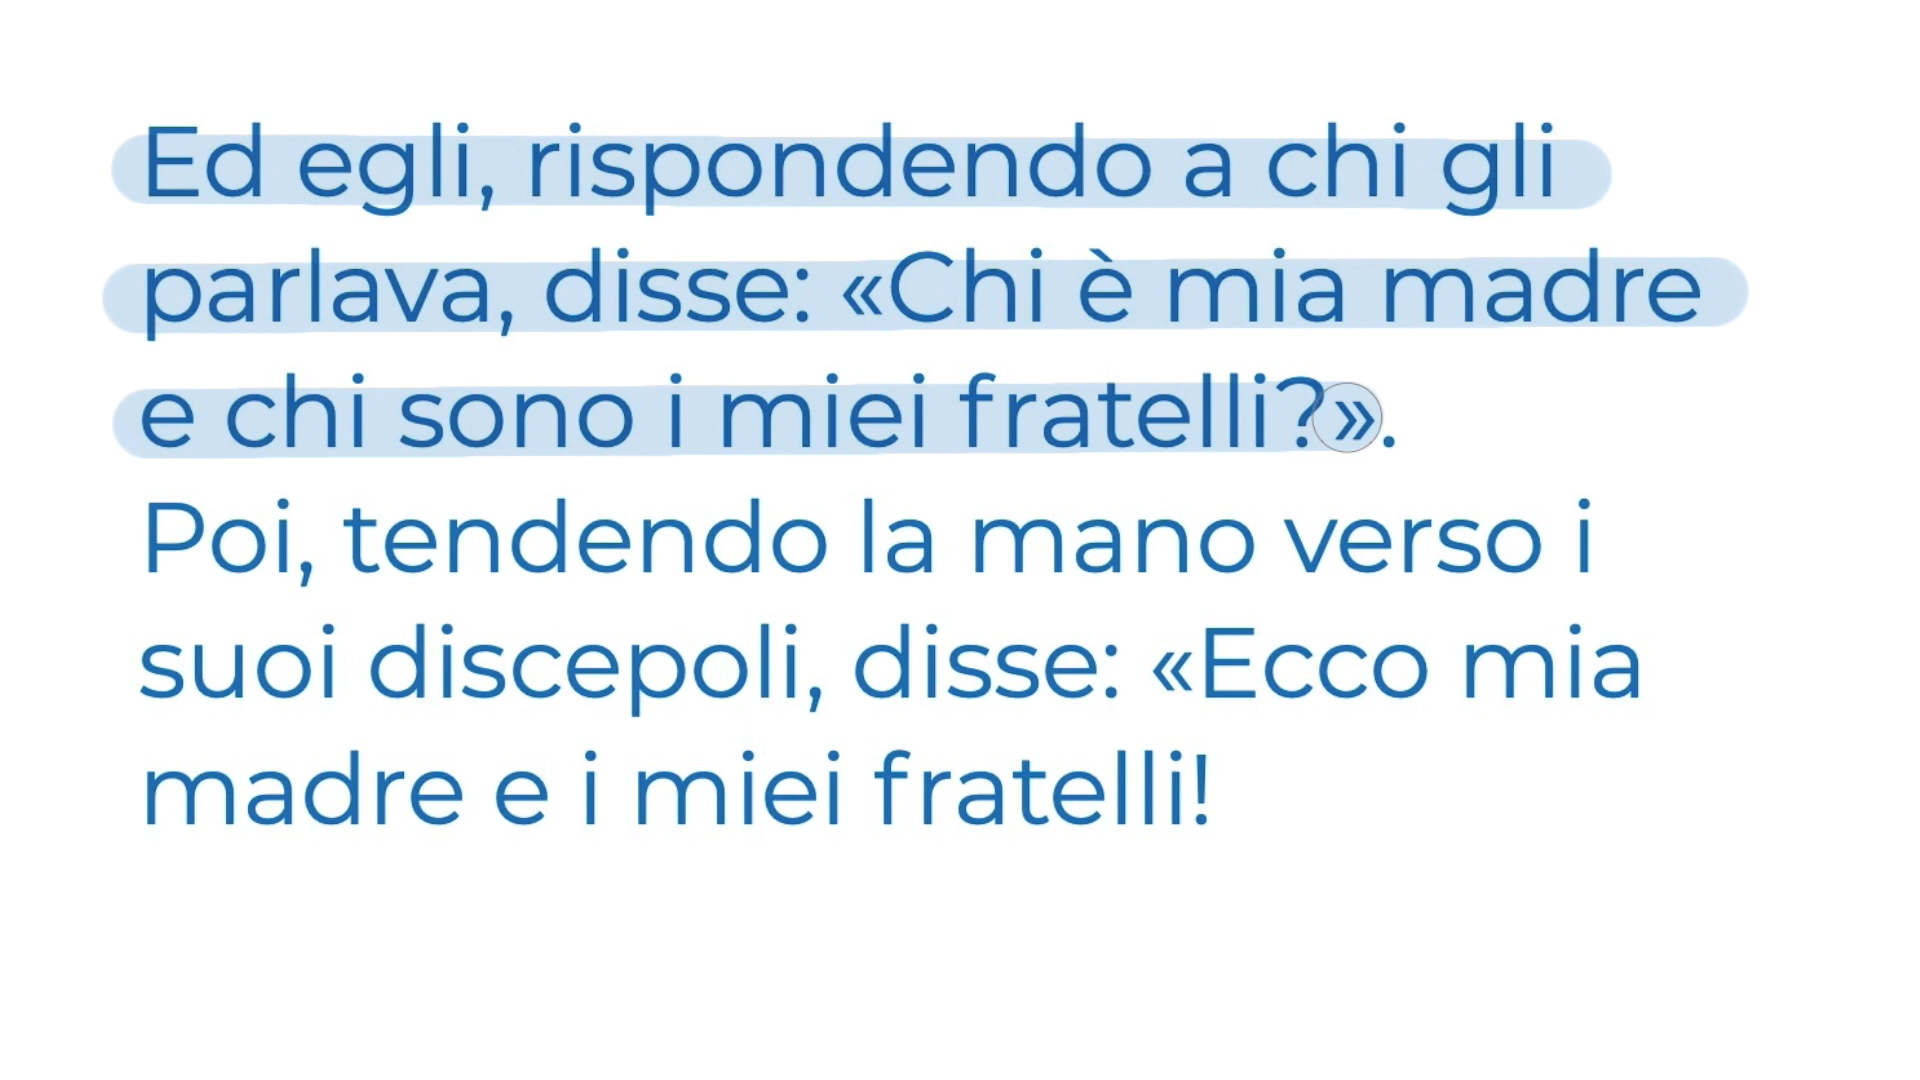 Ed egli, rispondendo a chi gli
parlava, disse: «Chi è mia madre
e chi sono i miei fratelli?».
Poi, tendendo la mano verso i
suoi discepoli, disse: «Ecco mia
madre e i miei fratelli!